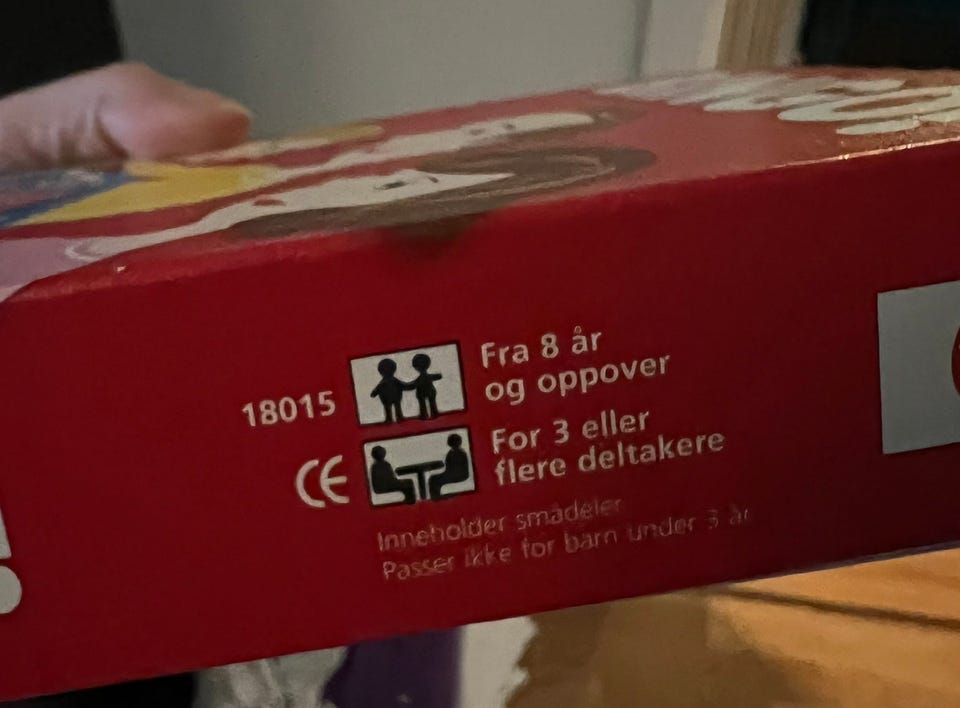 18015
Fra 8 år
og oppover
CE
For 3 eller
flere deltakere
Inneholder smådeler
Passer ikke for barn under 3 år
!